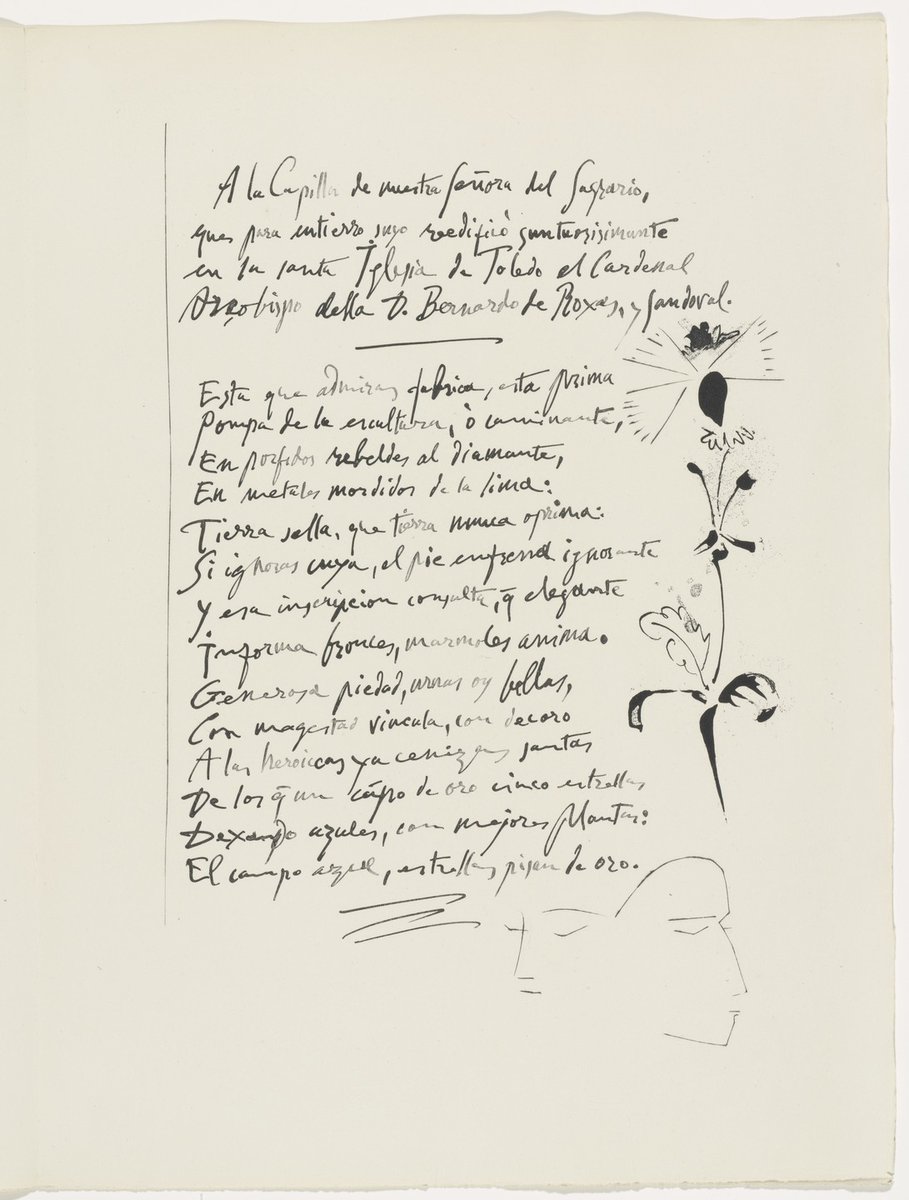 A la Capilla de nuestra Señora del Sagrario,
que para entierro suyo reedificò sunturssisimante
en la santa Iglesia de Toledo el Cardenal
Arçobispo della D. Bernardo de Roxas, y Sandoval.
Esta que admiras fabrica, esta prima
Pompa de la escultura, ò caminante,
En porfidos rebeldes al diamante,
En metales mordidos de la lima:
Tierra sella, que tierra nunca oprima:
Si ignoras cuya, el pie enfrena ignorante
Y esa inscripcion consulta, q̄ elegante
Informa bronces, marmoles anima.
Generosa piedad, urnas oy bellas,
Con magestad vincula, con decoro
A las heroicas ya cenizas santas
De los q̄ un cāpo de oro cinco estrellas
Dexando azules, con mejores Plantas:
El campo azul, estrellas pisan de oro.